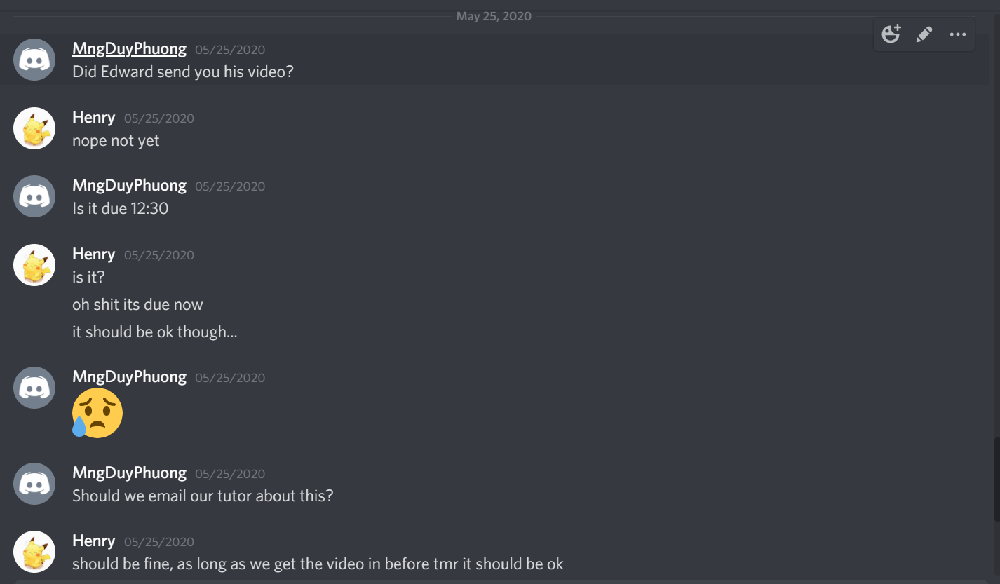 May 25, 2020
MngDuyPhuong 05/25/2020
Did Edward send you his video?
Henry 05/25/2020
nope not yet
MngDuyPhuong 05/25/2020
Is it due 12:30
Henry 05/25/2020
is it?
oh shit its due now
it should be ok though...
MngDuyPhuong 05/25/2020
MngDuyPhuong 05/25/2020
Should we email our tutor about this?
Henry 05/25/2020
should be fine, as long as we get the video in before tmr it should be ok